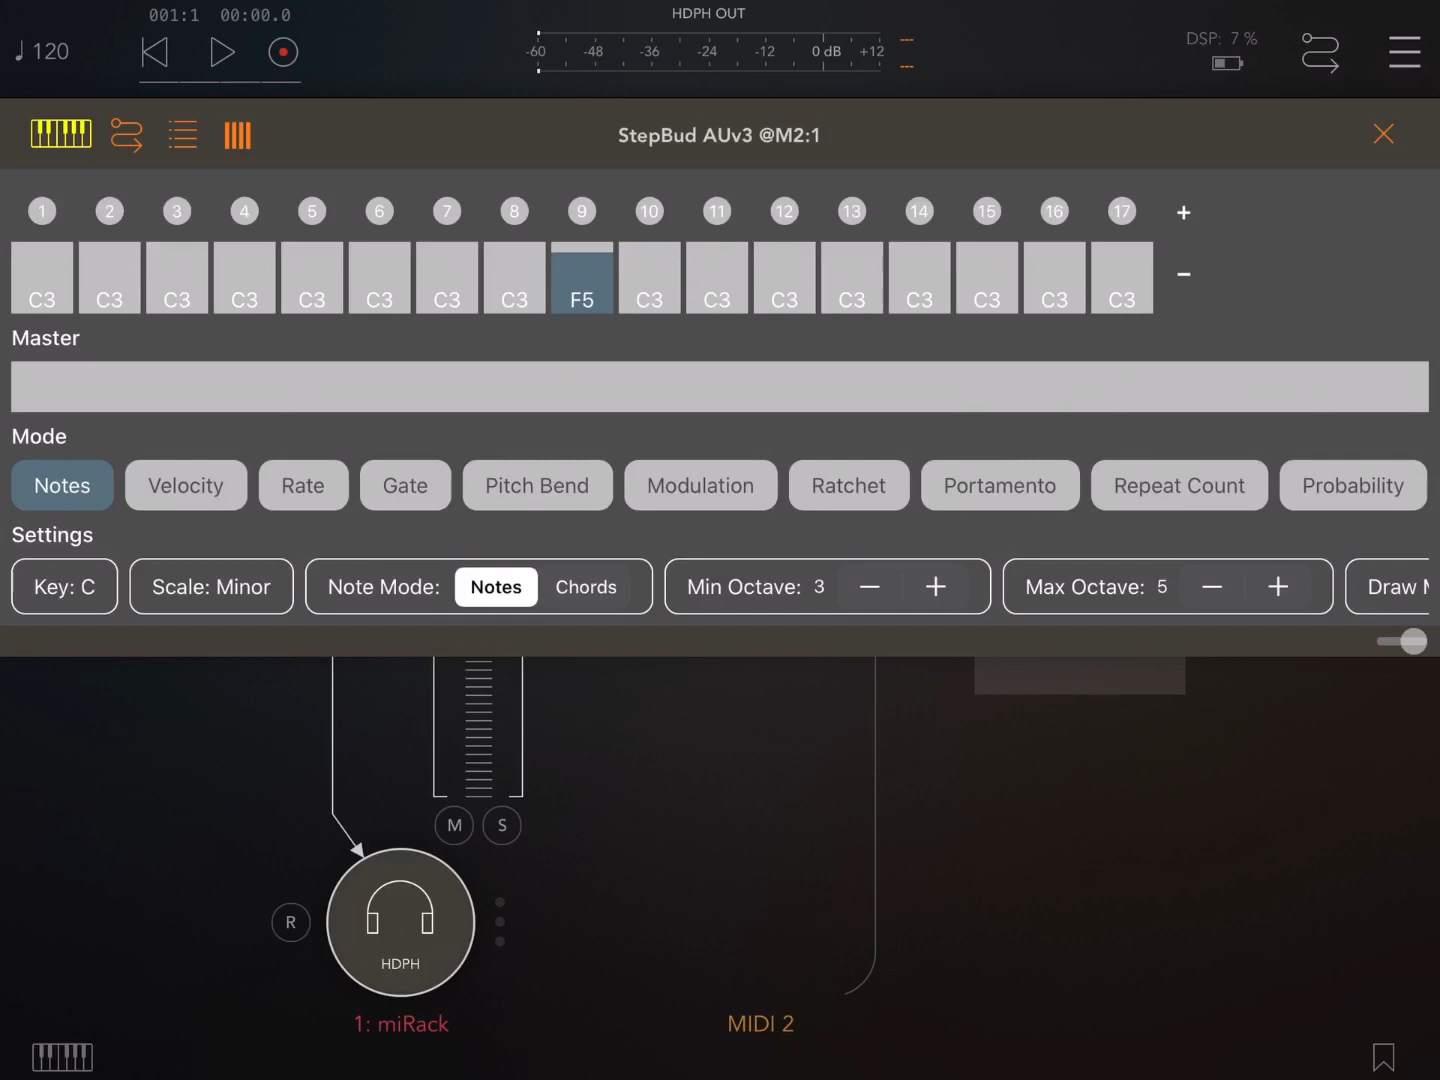 001:1 00:00.0
HDPH OUT
♩ 120
-60 -48 -36 -24 -12 0 dB +12
DSP: 7 %
StepBud AUv3 @M2:1
1 2 3 4 5 6 7 8 9 10 11 12 13 14 15 16 17 +
C3 C3 C3 C3 C3 C3 C3 C3 F5 C3 C3 C3 C3 C3 C3 C3 C3 −
Master
Mode
Notes Velocity Rate Gate Pitch Bend Modulation Ratchet Portamento Repeat Count Probability
Settings
Key: C Scale: Minor Note Mode: Notes Chords Min Octave: 3 − + Max Octave: 5 − + Draw
M S
R
HDPH
1: miRack MIDI 2